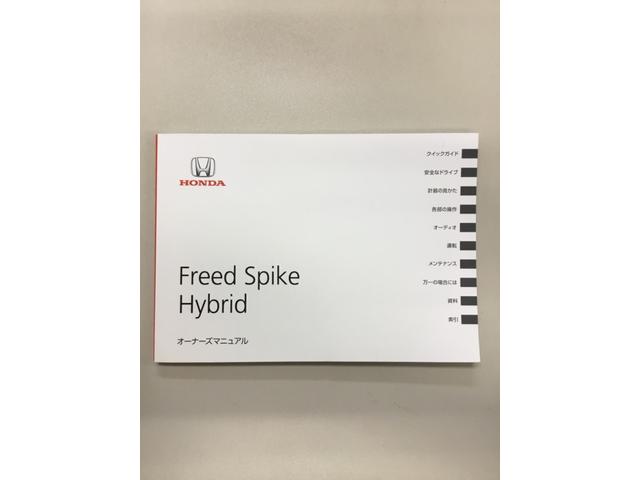 HONDA
Freed Spike
Hybrid
オーナーズマニュアル
クイックガイド
安全なドライブ
計器の見かた
各部の操作
オーディオ
運転
メンテナンス
万一の場合には
資料
索引